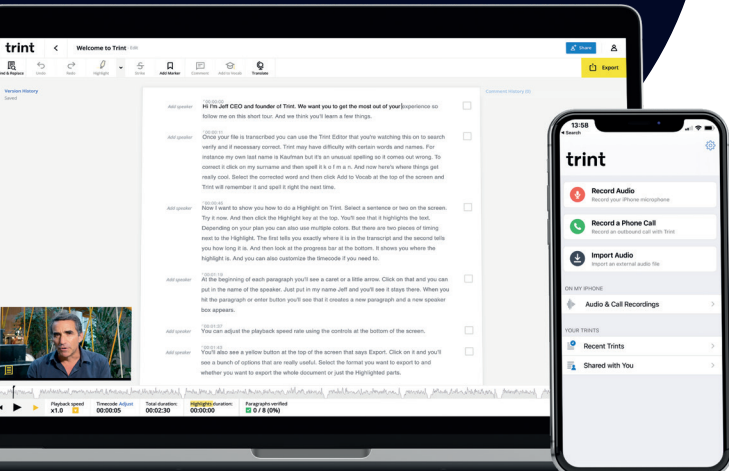 trint
Welcome to Trint Edit
Share
Find & Replace
Undo
Redo
Highlight
Strike
Add Marker
Comment
Add to Vocab
Translate
Export
Version History
Saved
Comment History (0)
Add speaker
00:00:00
Hi I'm Jeff CEO and founder of Trint. We want you to get the most out of your experience so
follow me on this short tour. And we think you'll learn a few things.
Add speaker
00:00:11
Once your file is transcribed you can use the Trint Editor that you're watching this on to search
verify and if necessary correct. Trint may have difficulty with certain words and names. For
instance my own last name is Kaufman but it's an unusual spelling so it comes out wrong. To
correct it click on my surname and then spell it k o f m a n. And now here's where things get
really cool. Select the corrected word and then click Add to Vocab at the top of the screen and
Trint will remember it and spell it right the next time.
Add speaker
Now I want to show you how to do a Highlight on Trint. Select a sentence or two on the screen.
Try it now. And then click the Highlight key at the top. You'll see that it highlights the text.
Depending on your plan you can also use multiple colors. But there are two pieces of timing
next to the Highlight. The first tells you exactly where it is in the transcript and the second tells
you how long it is. And then look at the progress bar at the bottom. It shows you where the
highlight is. And you can also customize the timecode if you need to.
Add speaker
At the beginning of each paragraph you'll see a caret or a little arrow. Click on that and you can
put in the name of the speaker. Just put in my name Jeff and you'll see it stays there. When you
hit the paragraph or enter button you'll see that it creates a new paragraph and a new speaker
box appears.
Add speaker
You can adjust the playback speed rate using the controls at the bottom of the screen.
Add speaker
You'll also see a yellow button at the top of the screen that says Export. Click on it and you'll
see a bunch of options that are really useful. Select the format you want to export to and
whether you want to export the whole document or just the Highlighted parts.
Playback speed
x1.0
Timecode Adjust
00:00:05
Total duration:
00:02:30
Highlights duration:
00:00:00
Paragraphs verified
0 / 8 (0%)
13:58
Search
trint
Record Audio
Record your iPhone microphone
Record a Phone Call
Record an outbound call with Trint
Import Audio
Import an external audio file
ON MY IPHONE
Audio & Call Recordings
YOUR TRINTS
Recent Trints
Shared with You